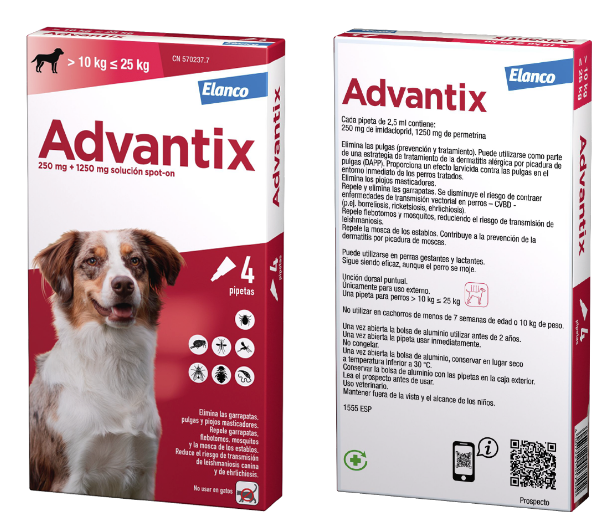 > 10 kg ≤ 25 kg
CN 570237.7
Elanco
Advantix
250 mg + 1250 mg solución spot-on
4
pipetas
Elimina las garrapatas,
pulgas y piojos masticadores.
Repele garrapatas,
flebotomos, mosquitos
y la mosca de los establos.
Reduce el riesgo de transmisión
de leishmaniosis canina
y de ehrlichiosis.
No usar en gatos
Elanco
Advantix
Cada pipeta de 2,5 ml contiene:
250 mg de imidacloprid, 1250 mg de permetrina
Elimina las pulgas (prevención y tratamiento). Puede utilizarse como parte
de una estrategia de tratamiento de la dermatitis alérgica por picadura de
pulgas (DAPP). Proporciona un efecto larvicida contra las pulgas en el
entorno inmediato de los perros tratados.
Elimina los piojos masticadores.
Repele y elimina las garrapatas. Se disminuye el riesgo de contraer
enfermedades de transmisión vectorial en perros – CVBD -
(p.ej. borreliosis, ricketsiosis, ehrlichiosis).
Repele flebotomos y mosquitos, reduciendo el riesgo de transmisión de
leishmaniosis.
Repele la mosca de los establos. Contribuye a la prevención de la
dermatitis por picadura de moscas.
Puede utilizarse en perras gestantes y lactantes.
Sigue siendo eficaz, aunque el perro se moje.
Unción dorsal puntual.
Únicamente para uso externo.
Una pipeta para perros > 10 kg ≤ 25 kg
No utilizar en cachorros de menos de 7 semanas de edad o 10 kg de peso.
Una vez abierta la bolsa de aluminio utilizar antes de 2 años.
Una vez abierta la pipeta usar inmediatamente.
No congelar.
Una vez abierta la bolsa de aluminio, conservar en lugar seco
a temperatura inferior a 30 °C.
Conservar la bolsa de aluminio con las pipetas en la caja exterior.
Lea el prospecto antes de usar.
Uso veterinario.
Mantener fuera de la vista y el alcance de los niños.
1555 ESP
Prospecto
> 10 kg
≤ 25 kg
Advantix
4
pipetas